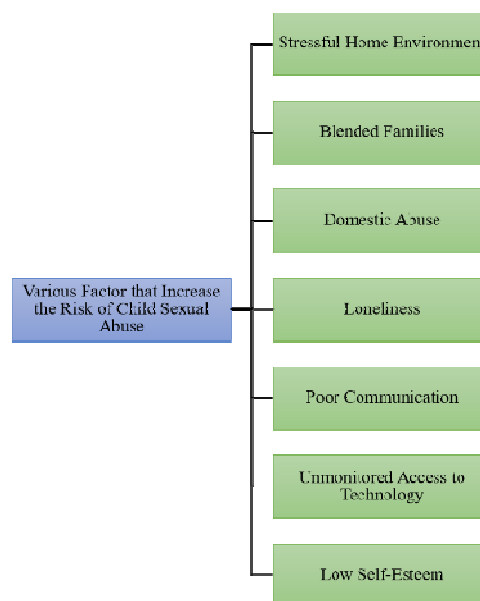 Stressful Home Environmen
Blended Families
Domestic Abuse
Various Factor that Increase
the Risk of Child Sexual
Abuse
Loneliness
Poor Communication
Unmonitored Access to
Technology
Low Self-Esteem